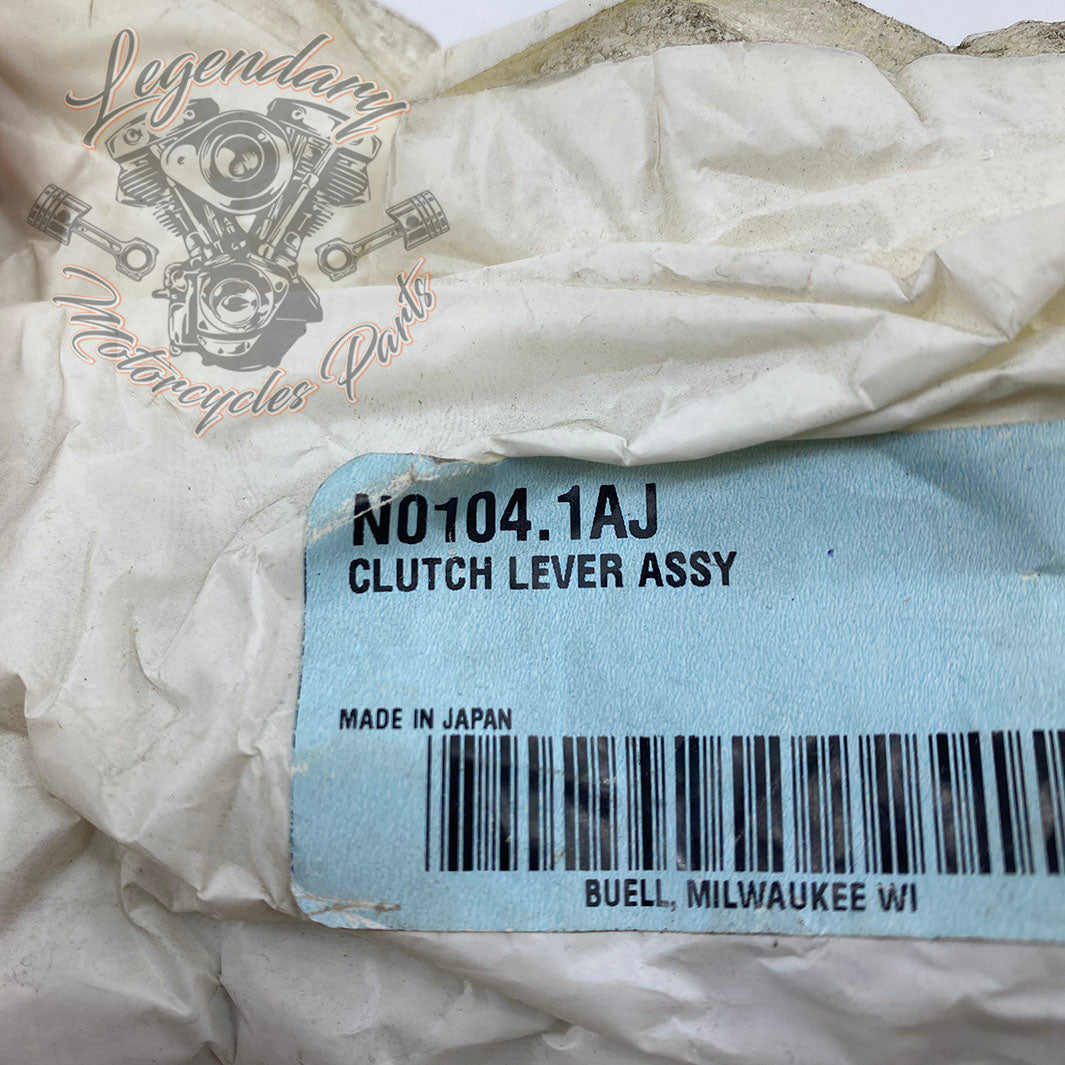 Legendary
Motorcycles Parts
N0104.1AJ
CLUTCH LEVER ASSY
MADE IN JAPAN
BUELL, MILWAUKEE WI